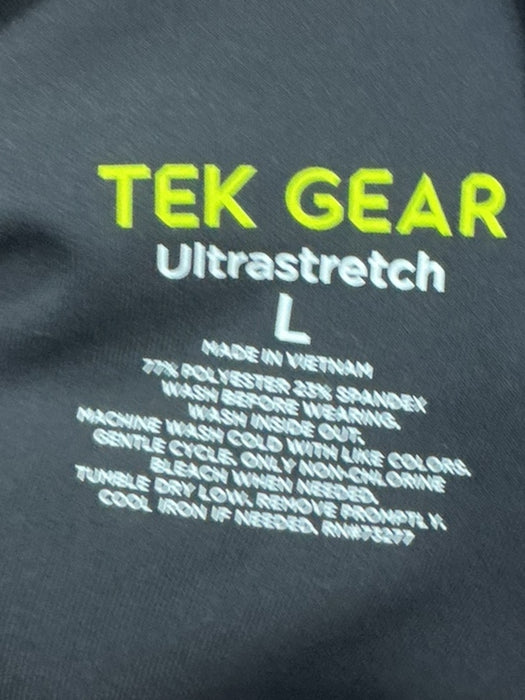 TEK GEAR
Ultrastretch
L
MADE IN VIETNAM
77% POLYESTER 23% SPANDEX
WASH BEFORE WEARING.
WASH INSIDE OUT.
MACHINE WASH COLD WITH LIKE COLORS,
GENTLE CYCLE. ONLY NON-CHLORINE
BLEACH WHEN NEEDED.
TUMBLE DRY LOW. REMOVE PROMPTLY.
COOL IRON IF NEEDED. RN#73277